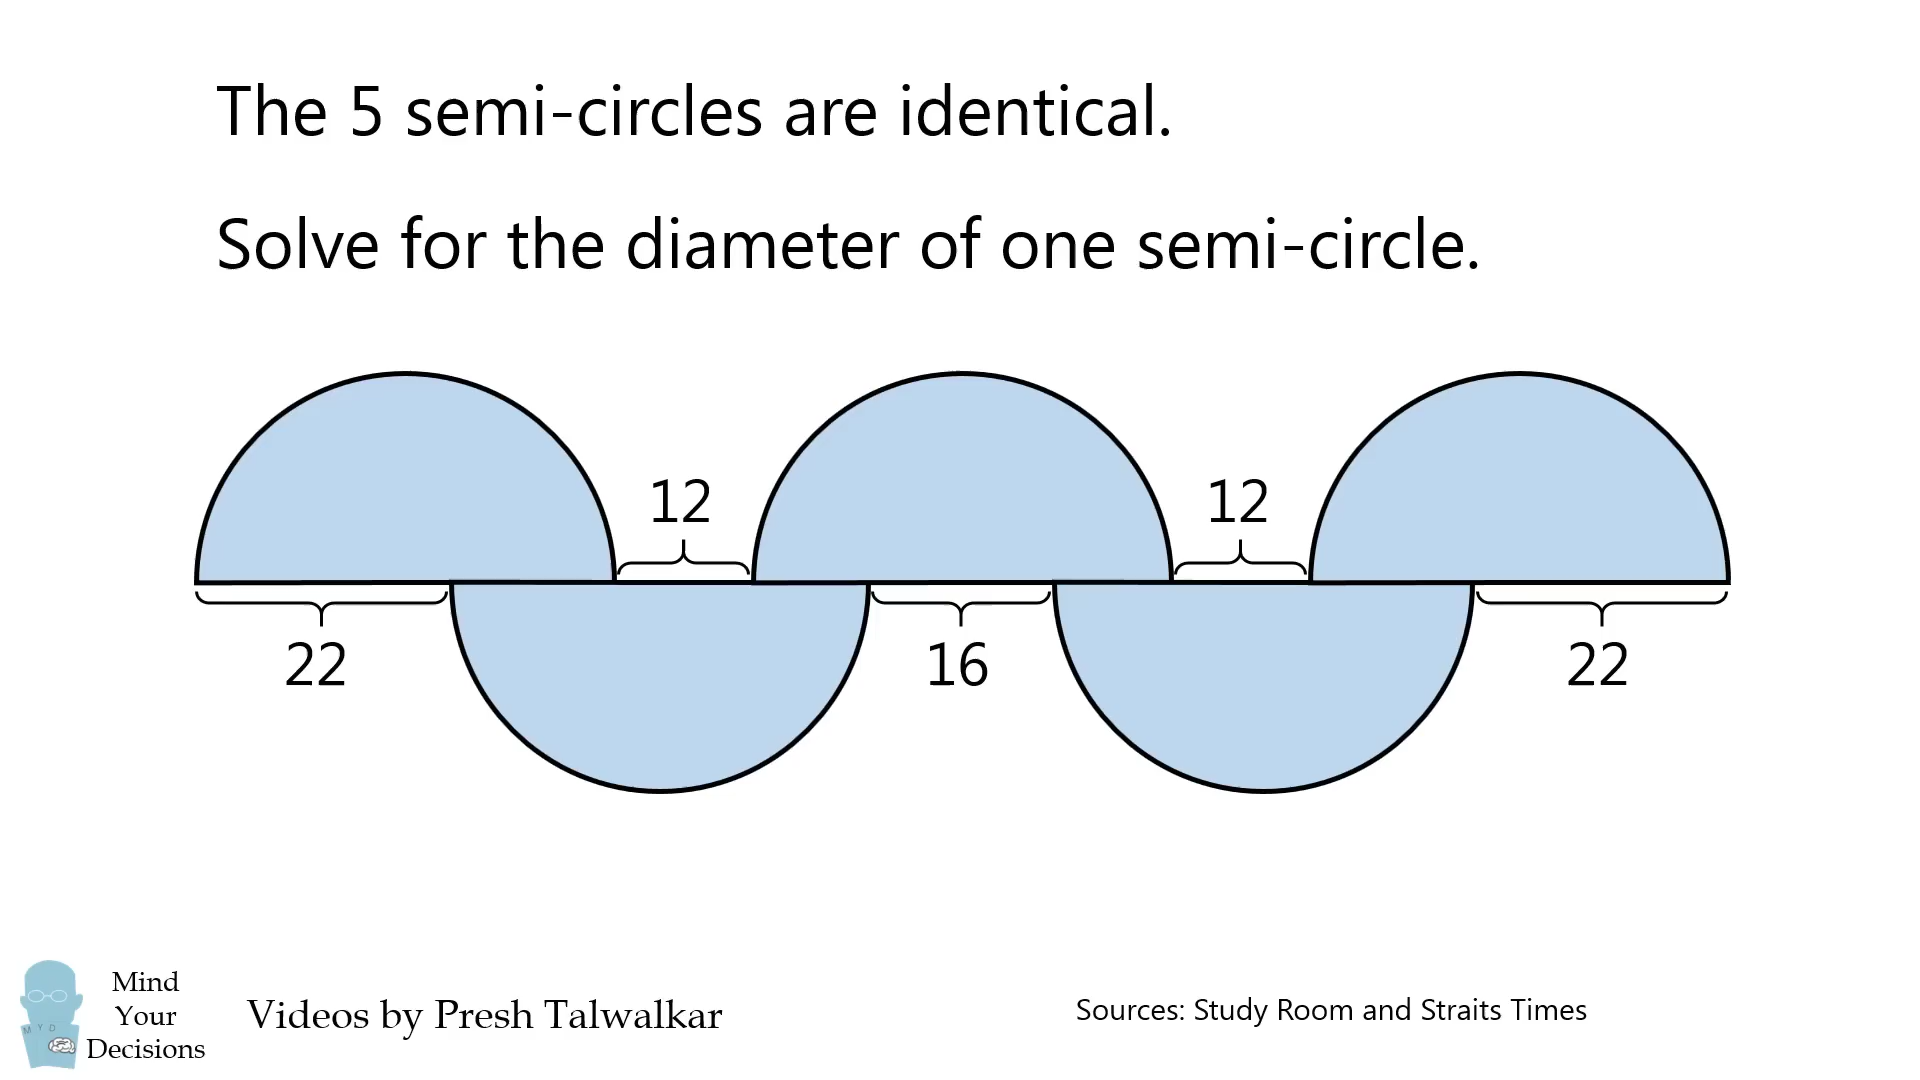 The 5 semi-circles are identical.
Solve for the diameter of one semi-circle.
12
12
22
16
22
Mind
Your
Decisions
M Y D
Videos by Presh Talwalkar
Sources: Study Room and Straits Times